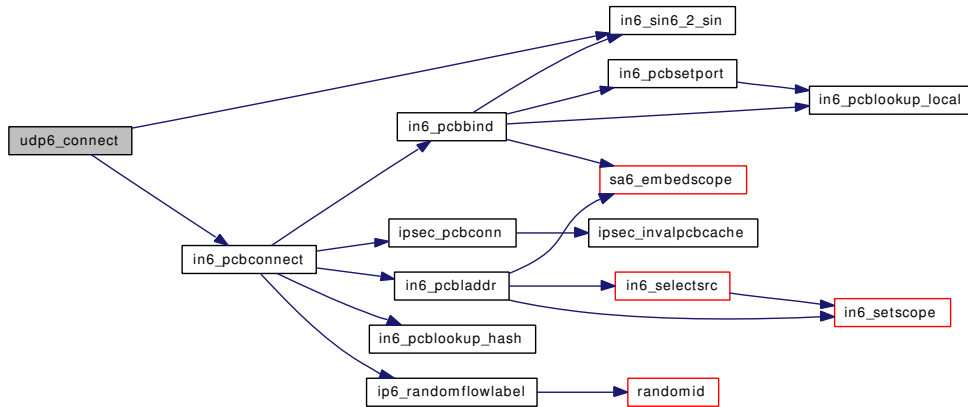 in6_sin6_2_sin
in6_pcbsetport
in6_pcblookup_local
in6_pcbbind
udp6_connect
sa6_embedscope
ipsec_pcbconn
ipsec_invalpcbcache
in6_pcbconnect
in6_pcbladdr
in6_selectsrc
in6_setscope
in6_pcblookup_hash
ip6_randomflowlabel
randomid